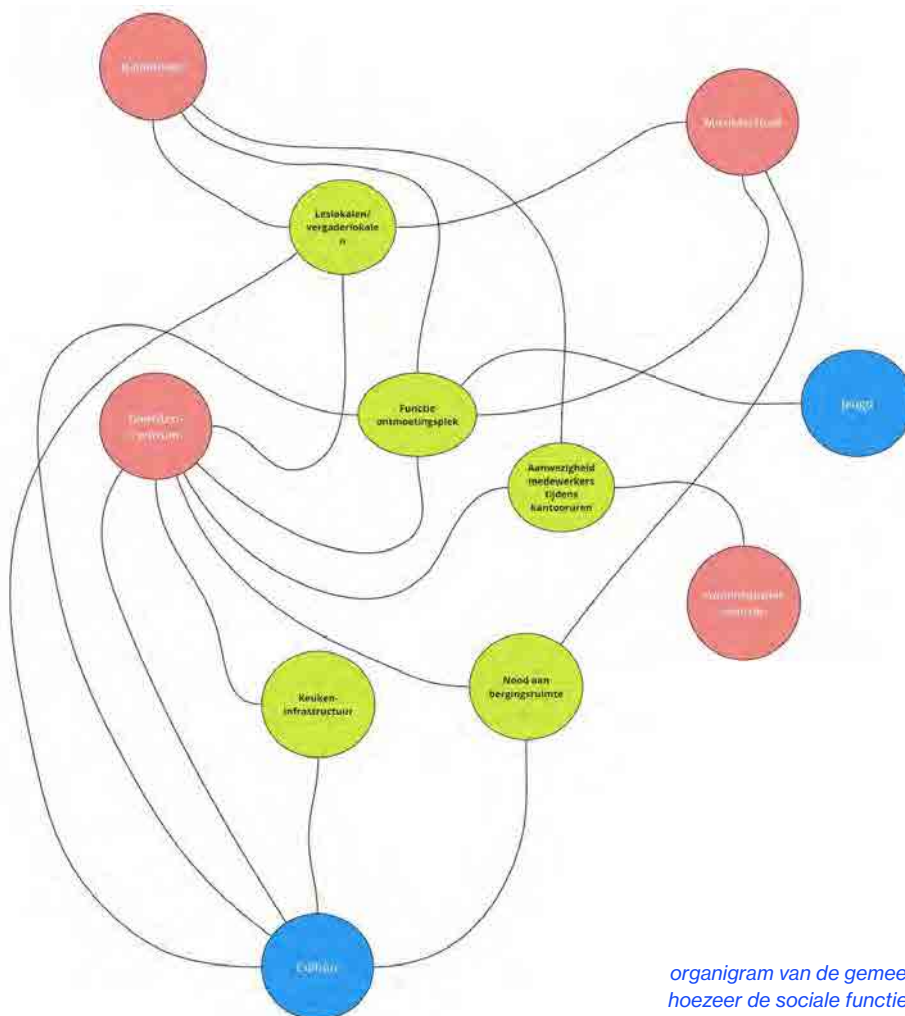 Leslokalen/
vergaderlokale
n
Functie
ontmoetingsplek
Jeugd
Aanwezigheid
medewerkers
tijdens
kantooruren
Keuken-
infrastructuur
Nood aan
bergingsruimte
Cultuur
organigram van de gemee
hoezeer de sociale functie